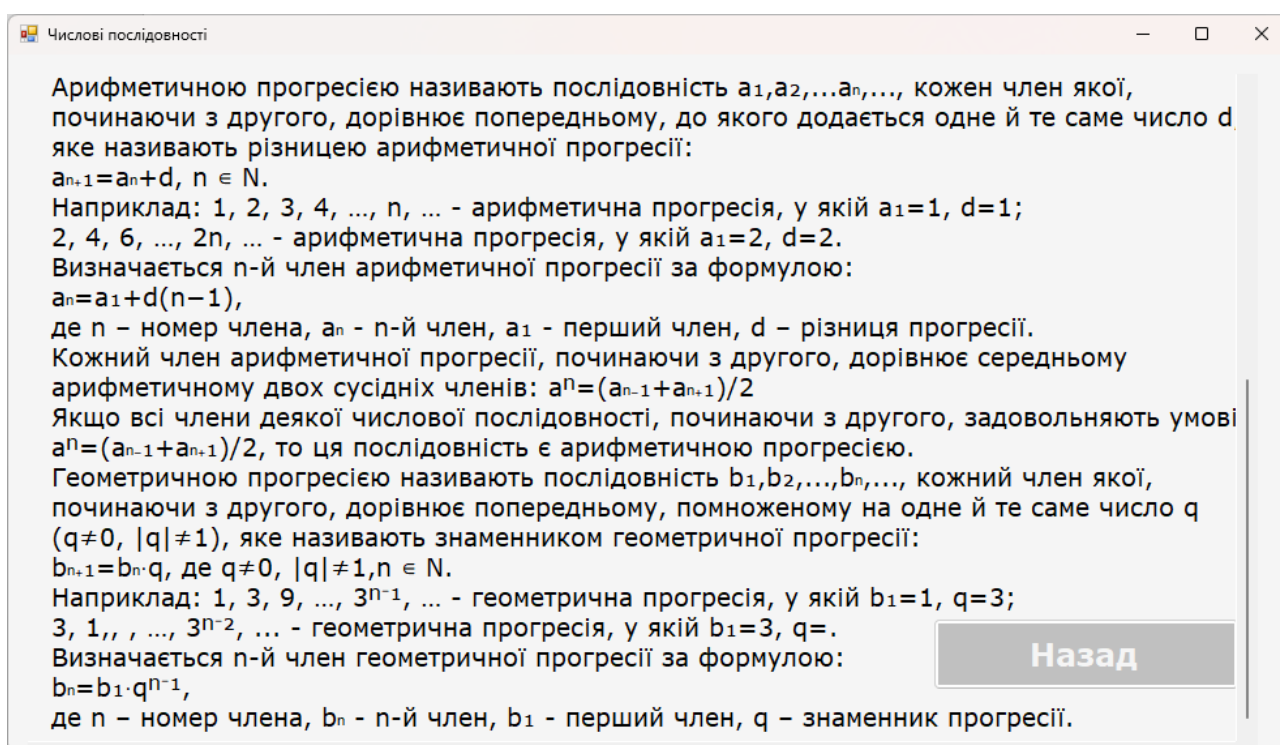 Числові послідовності
Арифметичною прогресією називають послідовність a₁,a₂,...aₙ,..., кожен член якої,
починаючи з другого, дорівнює попередньому, до якого додається одне й те саме число d,
яке називають різницею арифметичної прогресії:
aₙ₊₁=aₙ+d, n ∈ N.
Наприклад: 1, 2, 3, 4, …, n, … - арифметична прогресія, у якій a₁=1, d=1;
2, 4, 6, …, 2n, … - арифметична прогресія, у якій a₁=2, d=2.
Визначається n-й член арифметичної прогресії за формулою:
aₙ=a₁+d(n−1),
де n – номер члена, aₙ - n-й член, a₁ - перший член, d – різниця прогресії.
Кожний член арифметичної прогресії, починаючи з другого, дорівнює середньому
арифметичному двох сусідніх членів: aⁿ=(aₙ₋₁+aₙ₊₁)/2
Якщо всі члени деякої числової послідовності, починаючи з другого, задовольняють умові
aⁿ=(aₙ₋₁+aₙ₊₁)/2, то ця послідовність є арифметичною прогресією.
Геометричною прогресією називають послідовність b₁,b₂,...,bₙ,..., кожний член якої,
починаючи з другого, дорівнює попередньому, помноженому на одне й те саме число q
(q≠0, |q|≠1), яке називають знаменником геометричної прогресії:
bₙ₊₁=bₙ·q, де q≠0, |q|≠1,n ∈ N.
Наприклад: 1, 3, 9, …, 3ⁿ⁻¹, … - геометрична прогресія, у якій b₁=1, q=3;
3, 1,, , …, 3ⁿ⁻², ... - геометрична прогресія, у якій b₁=3, q=.
Визначається n-й член геометричної прогресії за формулою:
bₙ=b₁·qⁿ⁻¹,
де n – номер члена, bₙ - n-й член, b₁ - перший член, q – знаменник прогресії.
Назад